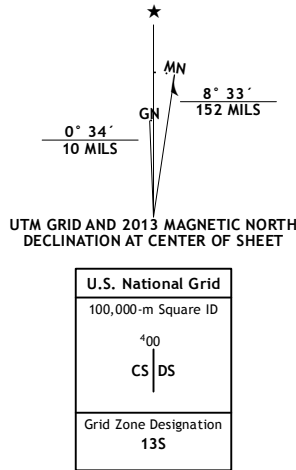 ★
MN
GN
8° 33´
152 MILS
0° 34´
10 MILS
UTM GRID AND 2013 MAGNETIC NORTH
DECLINATION AT CENTER OF SHEET
U.S. National Grid
100,000-m Square ID
⁴00
CS | DS
Grid Zone Designation
13S